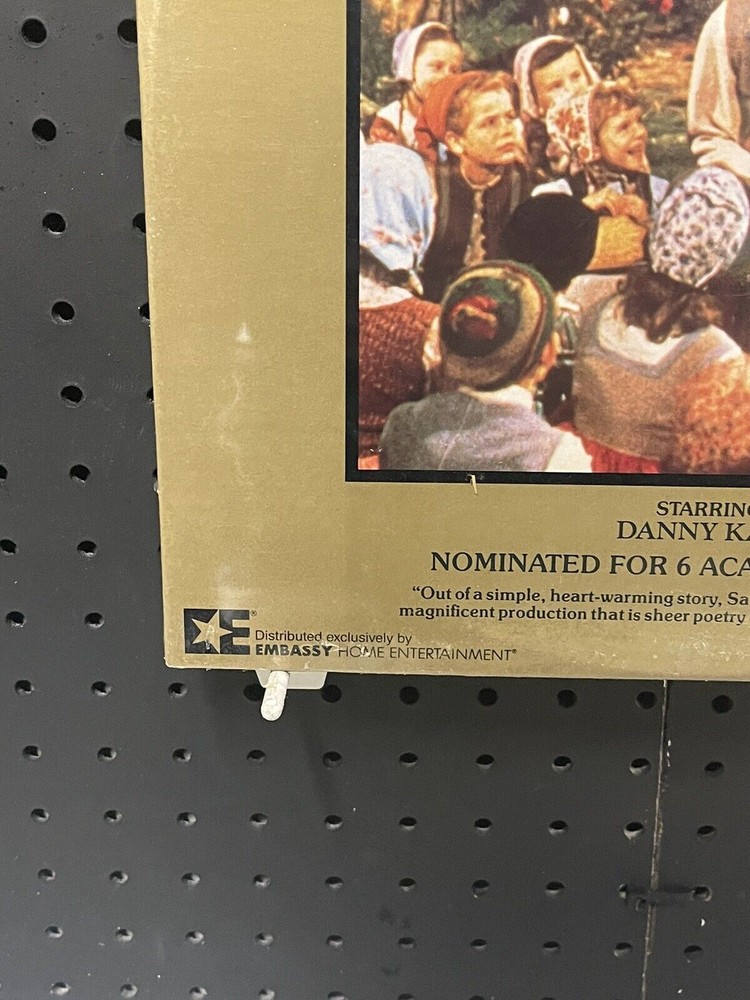 STARRING
DANNY KA
NOMINATED FOR 6 ACA
“Out of a simple, heart-warming story, Sa
magnificent production that is sheer poetry
E®
Distributed exclusively by
EMBASSY HOME ENTERTAINMENT®